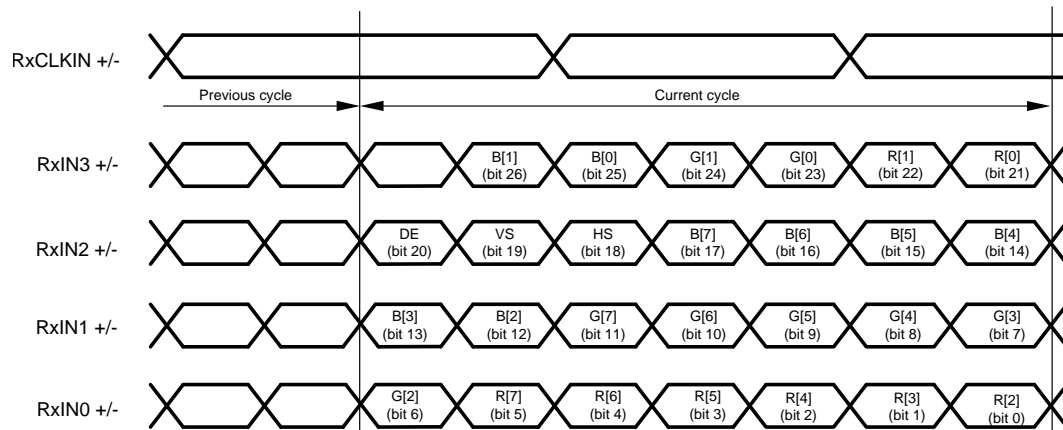 RxCLKIN +/-
Previous cycle
Current cycle
RxIN3 +/-
B[1]
(bit 26)
B[0]
(bit 25)
G[1]
(bit 24)
G[0]
(bit 23)
R[1]
(bit 22)
R[0]
(bit 21)
RxIN2 +/-
DE
(bit 20)
VS
(bit 19)
HS
(bit 18)
B[7]
(bit 17)
B[6]
(bit 16)
B[5]
(bit 15)
B[4]
(bit 14)
RxIN1 +/-
B[3]
(bit 13)
B[2]
(bit 12)
G[7]
(bit 11)
G[6]
(bit 10)
G[5]
(bit 9)
G[4]
(bit 8)
G[3]
(bit 7)
RxIN0 +/-
G[2]
(bit 6)
R[7]
(bit 5)
R[6]
(bit 4)
R[5]
(bit 3)
R[4]
(bit 2)
R[3]
(bit 1)
R[2]
(bit 0)